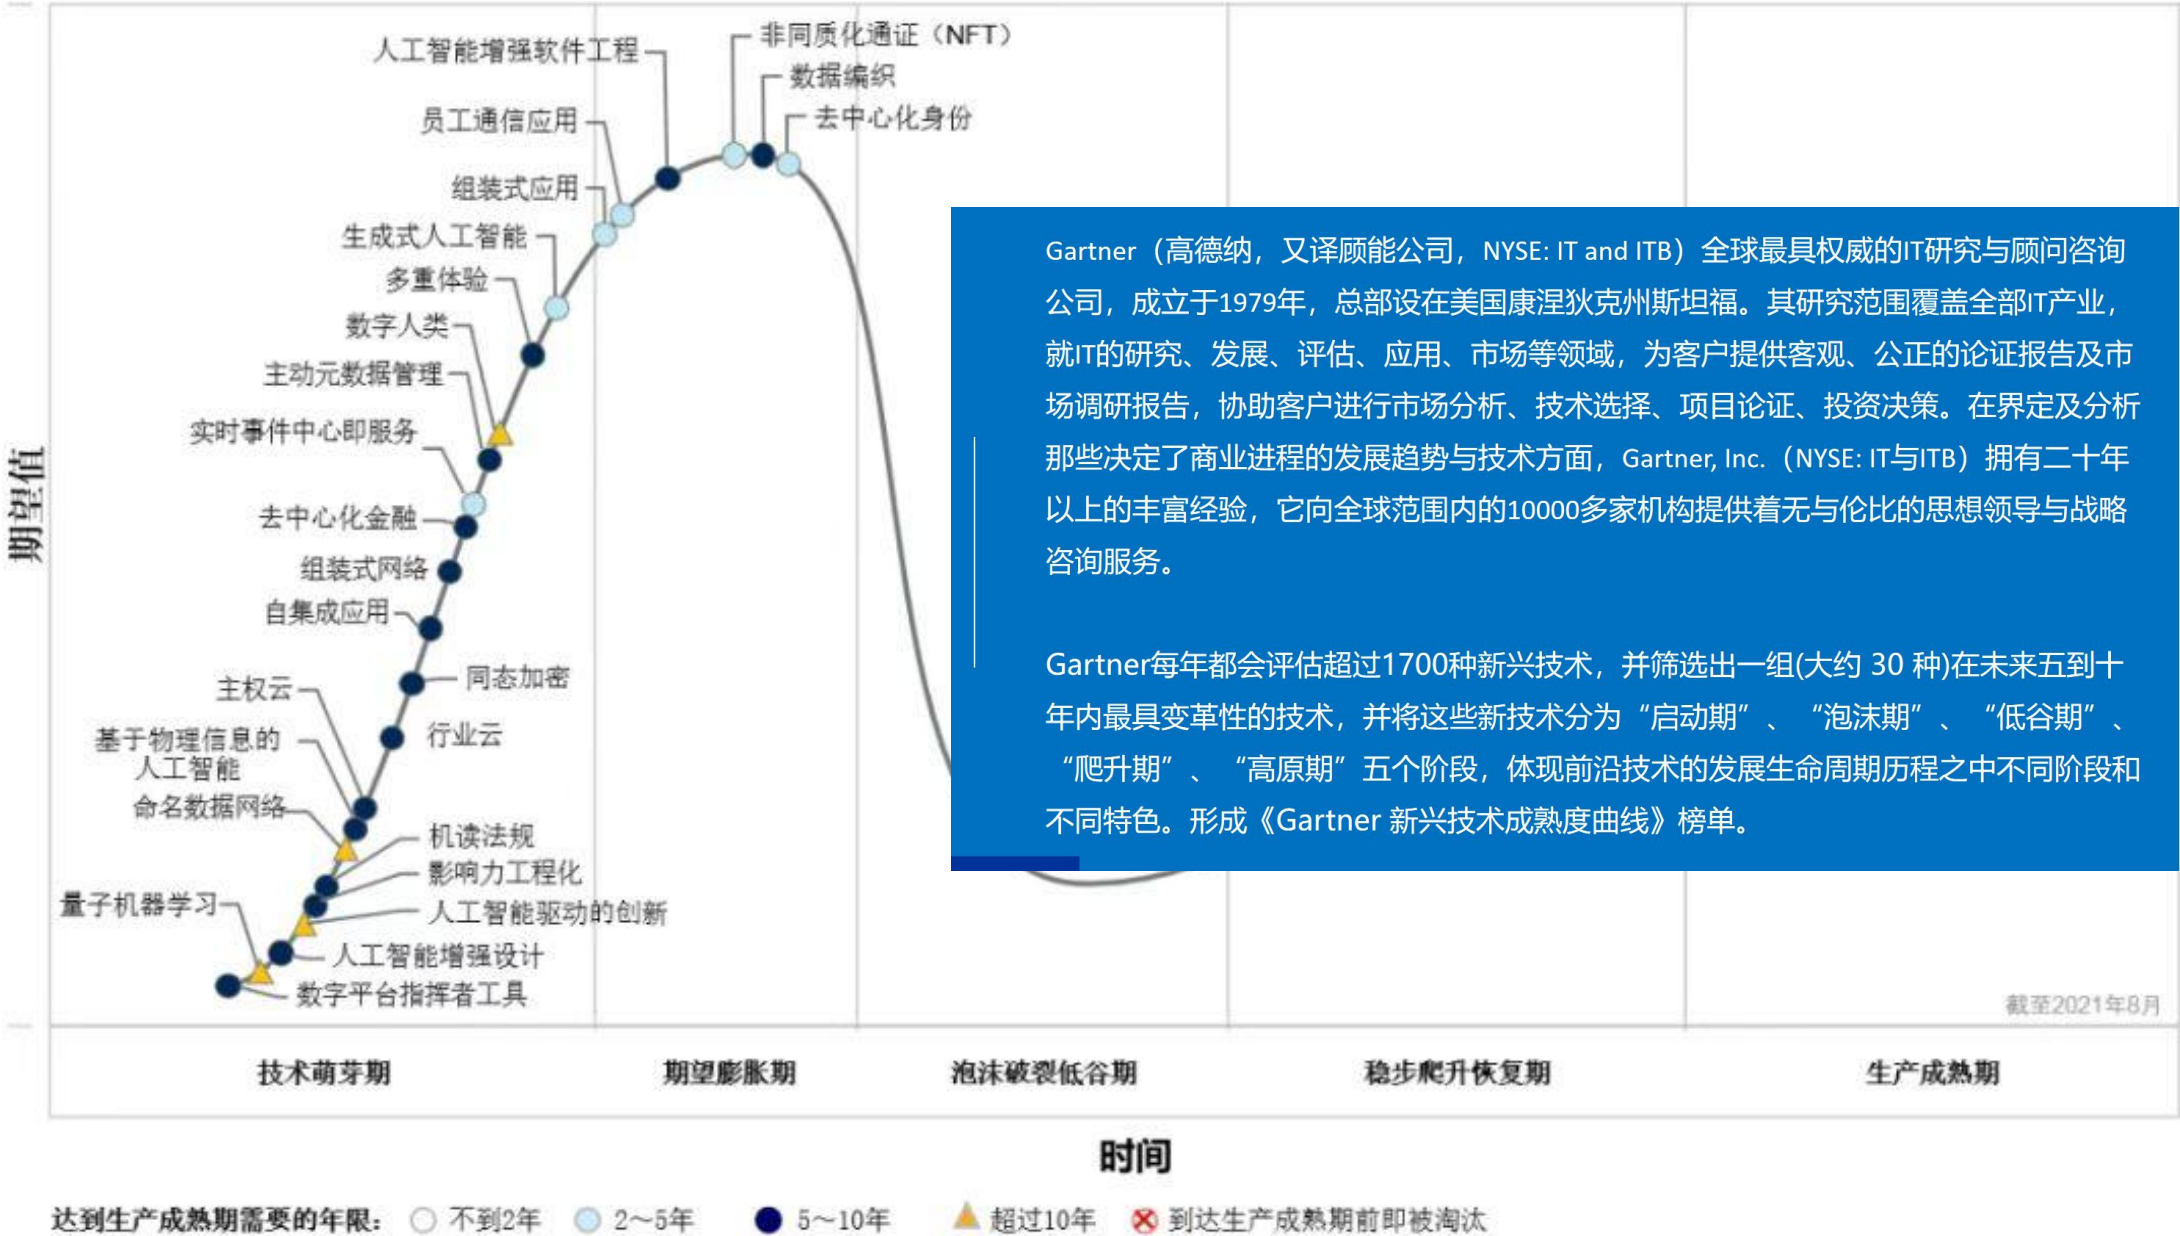 非同质化通证（NFT）
人工智能增强软件工程
数据编织
去中心化身份
员工通信应用
组装式应用
生成式人工智能
多重体验
数字人类
主动元数据管理
实时事件中心即服务
去中心化金融
组装式网络
自集成应用
同态加密
主权云
行业云
基于物理信息的
人工智能
命名数据网络
机读法规
影响力工程化
量子机器学习
人工智能驱动的创新
人工智能增强设计
数字平台指挥者工具
期望值
Gartner（高德纳，又译顾能公司，NYSE: IT and ITB）全球最具权威的IT研究与顾问咨询
公司，成立于1979年，总部设在美国康涅狄克州斯坦福。其研究范围覆盖全部IT产业，
就IT的研究、发展、评估、应用、市场等领域，为客户提供客观、公正的论证报告及市
场调研报告，协助客户进行市场分析、技术选择、项目论证、投资决策。在界定及分析
那些决定了商业进程的发展趋势与技术方面，Gartner, Inc.（NYSE: IT与ITB）拥有二十年
以上的丰富经验，它向全球范围内的10000多家机构提供着无与伦比的思想领导与战略
咨询服务。
Gartner每年都会评估超过1700种新兴技术，并筛选出一组(大约 30 种)在未来五到十
年内最具变革性的技术，并将这些新技术分为“启动期”、“泡沫期”、“低谷期”、
“爬升期”、“高原期”五个阶段，体现前沿技术的发展生命周期历程之中不同阶段和
不同特色。形成《Gartner 新兴技术成熟度曲线》榜单。
截至2021年8月
技术萌芽期 期望膨胀期 泡沫破裂低谷期 稳步爬升恢复期 生产成熟期
时间
达到生产成熟期需要的年限： 不到2年 2～5年 5～10年 超过10年 到达生产成熟期前即被淘汰